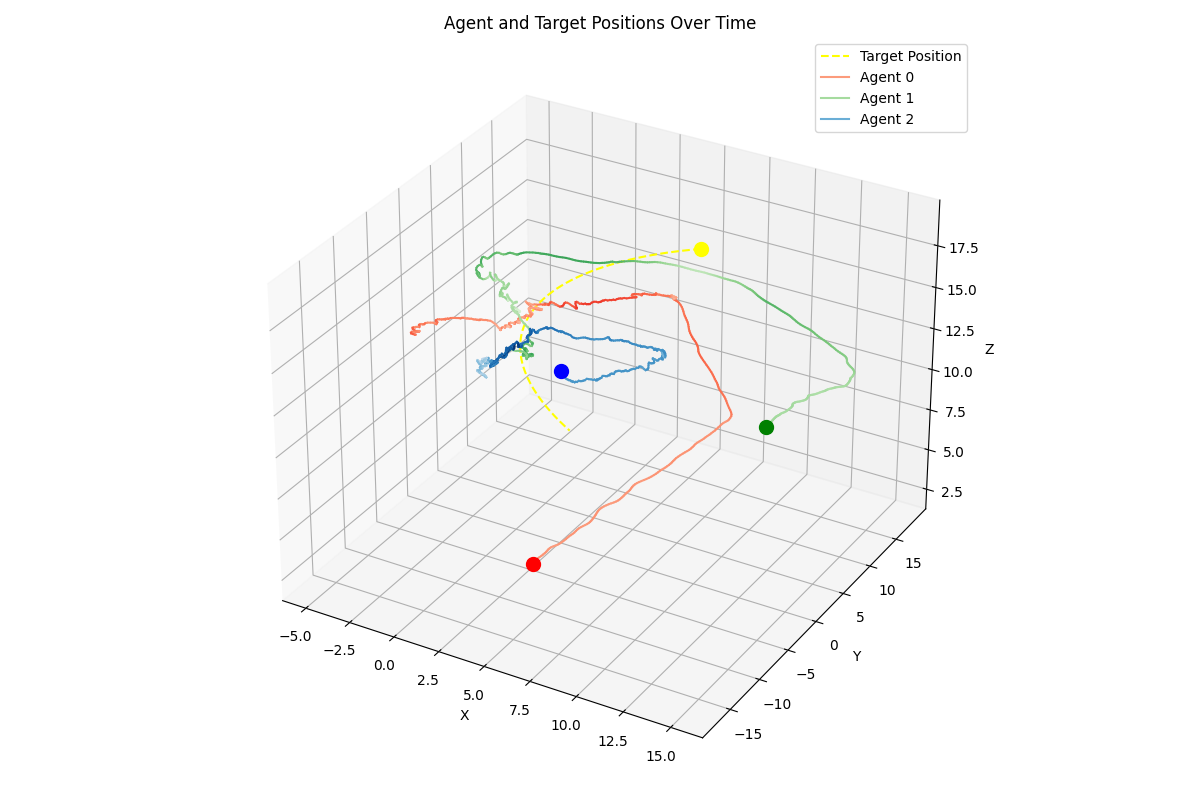 Agent and Target Positions Over Time
Target Position
Agent 0
Agent 1
Agent 2
17.5
15.0
12.5
Z
10.0
7.5
5.0
2.5
15
10
5
0
Y
−5
−10
−15
−5.0
−2.5
0.0
2.5
5.0
X
7.5
10.0
12.5
15.0